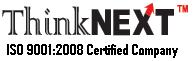 ThinkNEXT™
ISO 9001:2008 Certified Company